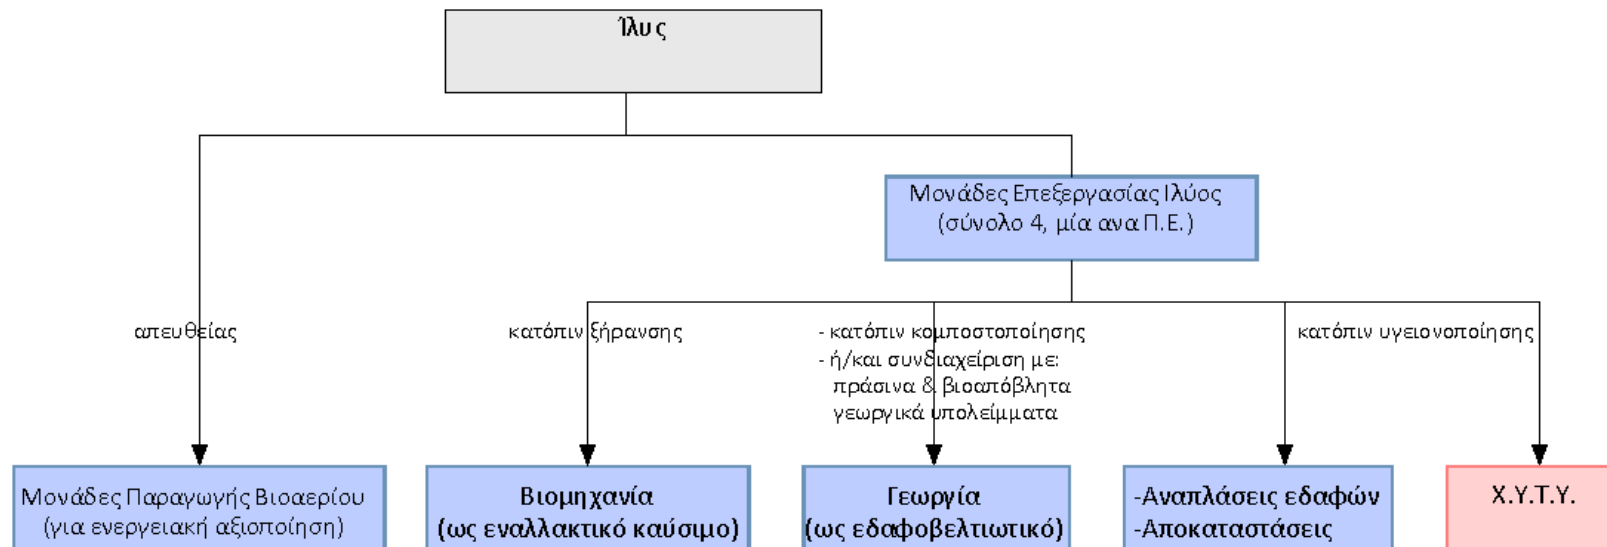 Ίλυς
Μονάδες Επεξεργασίας Ιλύος
(σύνολο 4, μία ανα Π.Ε.)
απευθείας
κατόπιν ξήρανσης
- κατόπιν κομποστοποίησης
- ή/και συνδιαχείριση με:
πράσινα & βιοαπόβλητα
γεωργικά υπολείμματα
κατόπιν υγειονοποίησης
Μονάδες Παραγωγής Βιοαερίου
(για ενεργειακή αξιοποίηση)
Βιομηχανία
(ως εναλλακτικό καύσιμο)
Γεωργία
(ως εδαφοβελτιωτικό)
-Αναπλάσεις εδαφών
-Αποκαταστάσεις
Χ.Υ.Τ.Υ.